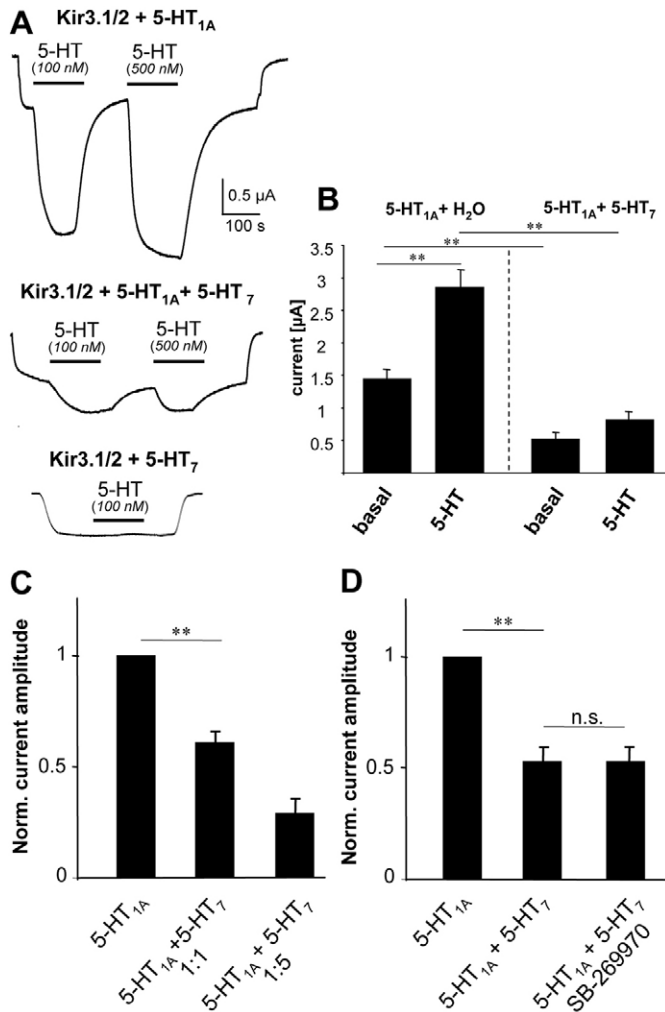 A
Kir3.1/2 + 5-HT1A
5-HT 5-HT
(100 nM) (500 nM)
0.5 µA
100 s
Kir3.1/2 + 5-HT1A+ 5-HT 7
5-HT 5-HT
(100 nM) (500 nM)
Kir3.1/2 + 5-HT7
5-HT
(100 nM)
B
5-HT1A+ H2O 5-HT1A+ 5-HT7
**
**
**
3.5
3
2.5
2
1.5
1
0.5
current [µA]
basal
5-HT
basal
5-HT
C
**
1
0.5
0
Norm. current amplitude
5-HT1A
5-HT1A +5-HT7
1:1
5-HT1A + 5-HT7
1:5
D
**
n.s.
1
0.5
0
Norm. current amplitude
5-HT1A
5-HT1A + 5-HT7
5-HT1A + 5-HT7
SB-269970